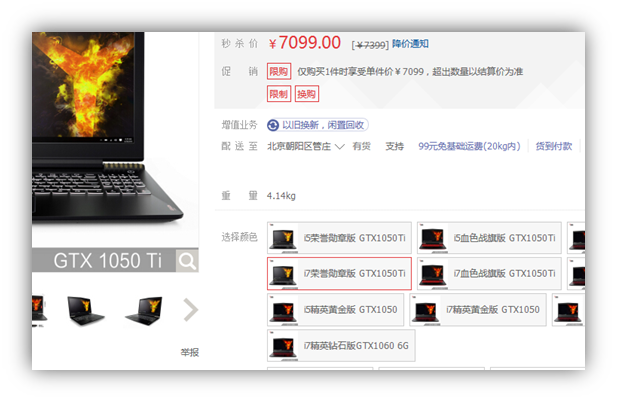 秒杀价 ￥7099.00 [￥7399] 降价通知
促销 限购 仅购买1件时享受单件价￥7099，超出数量以结算价为准
限制 换购
增值业务 以旧换新，闲置回收
配送至 北京朝阳区管庄 有货 支持 99元免基础运费(20kg内) 货到付款
重量 4.14kg
选择颜色 i5荣誉勋章版 GTX1050Ti i5血色战旗版 GTX1050Ti
i7荣誉勋章版 GTX1050Ti i7血色战旗版 GTX1050Ti
i5精英黄金版 GTX1050 i7精英黄金版 GTX1050
i7精英钻石版GTX1060 6G
GTX 1050 Ti
举报